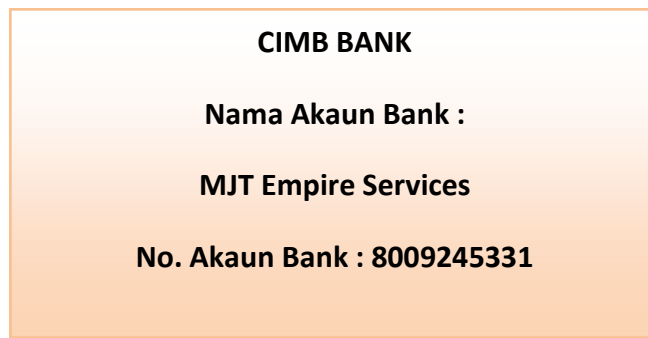 CIMB BANK
Nama Akaun Bank :
MJT Empire Services
No. Akaun Bank : 8009245331